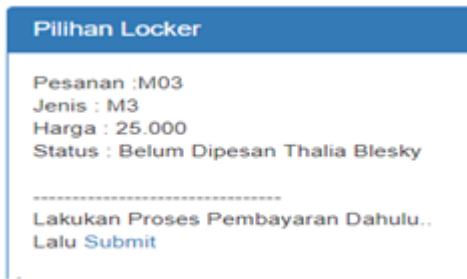 Pilihan Locker
Pesanan :M03
Jenis : M3
Harga : 25.000
Status : Belum Dipesan Thalia Blesky
--------------------------------
Lakukan Proses Pembayaran Dahulu..
Lalu Submit